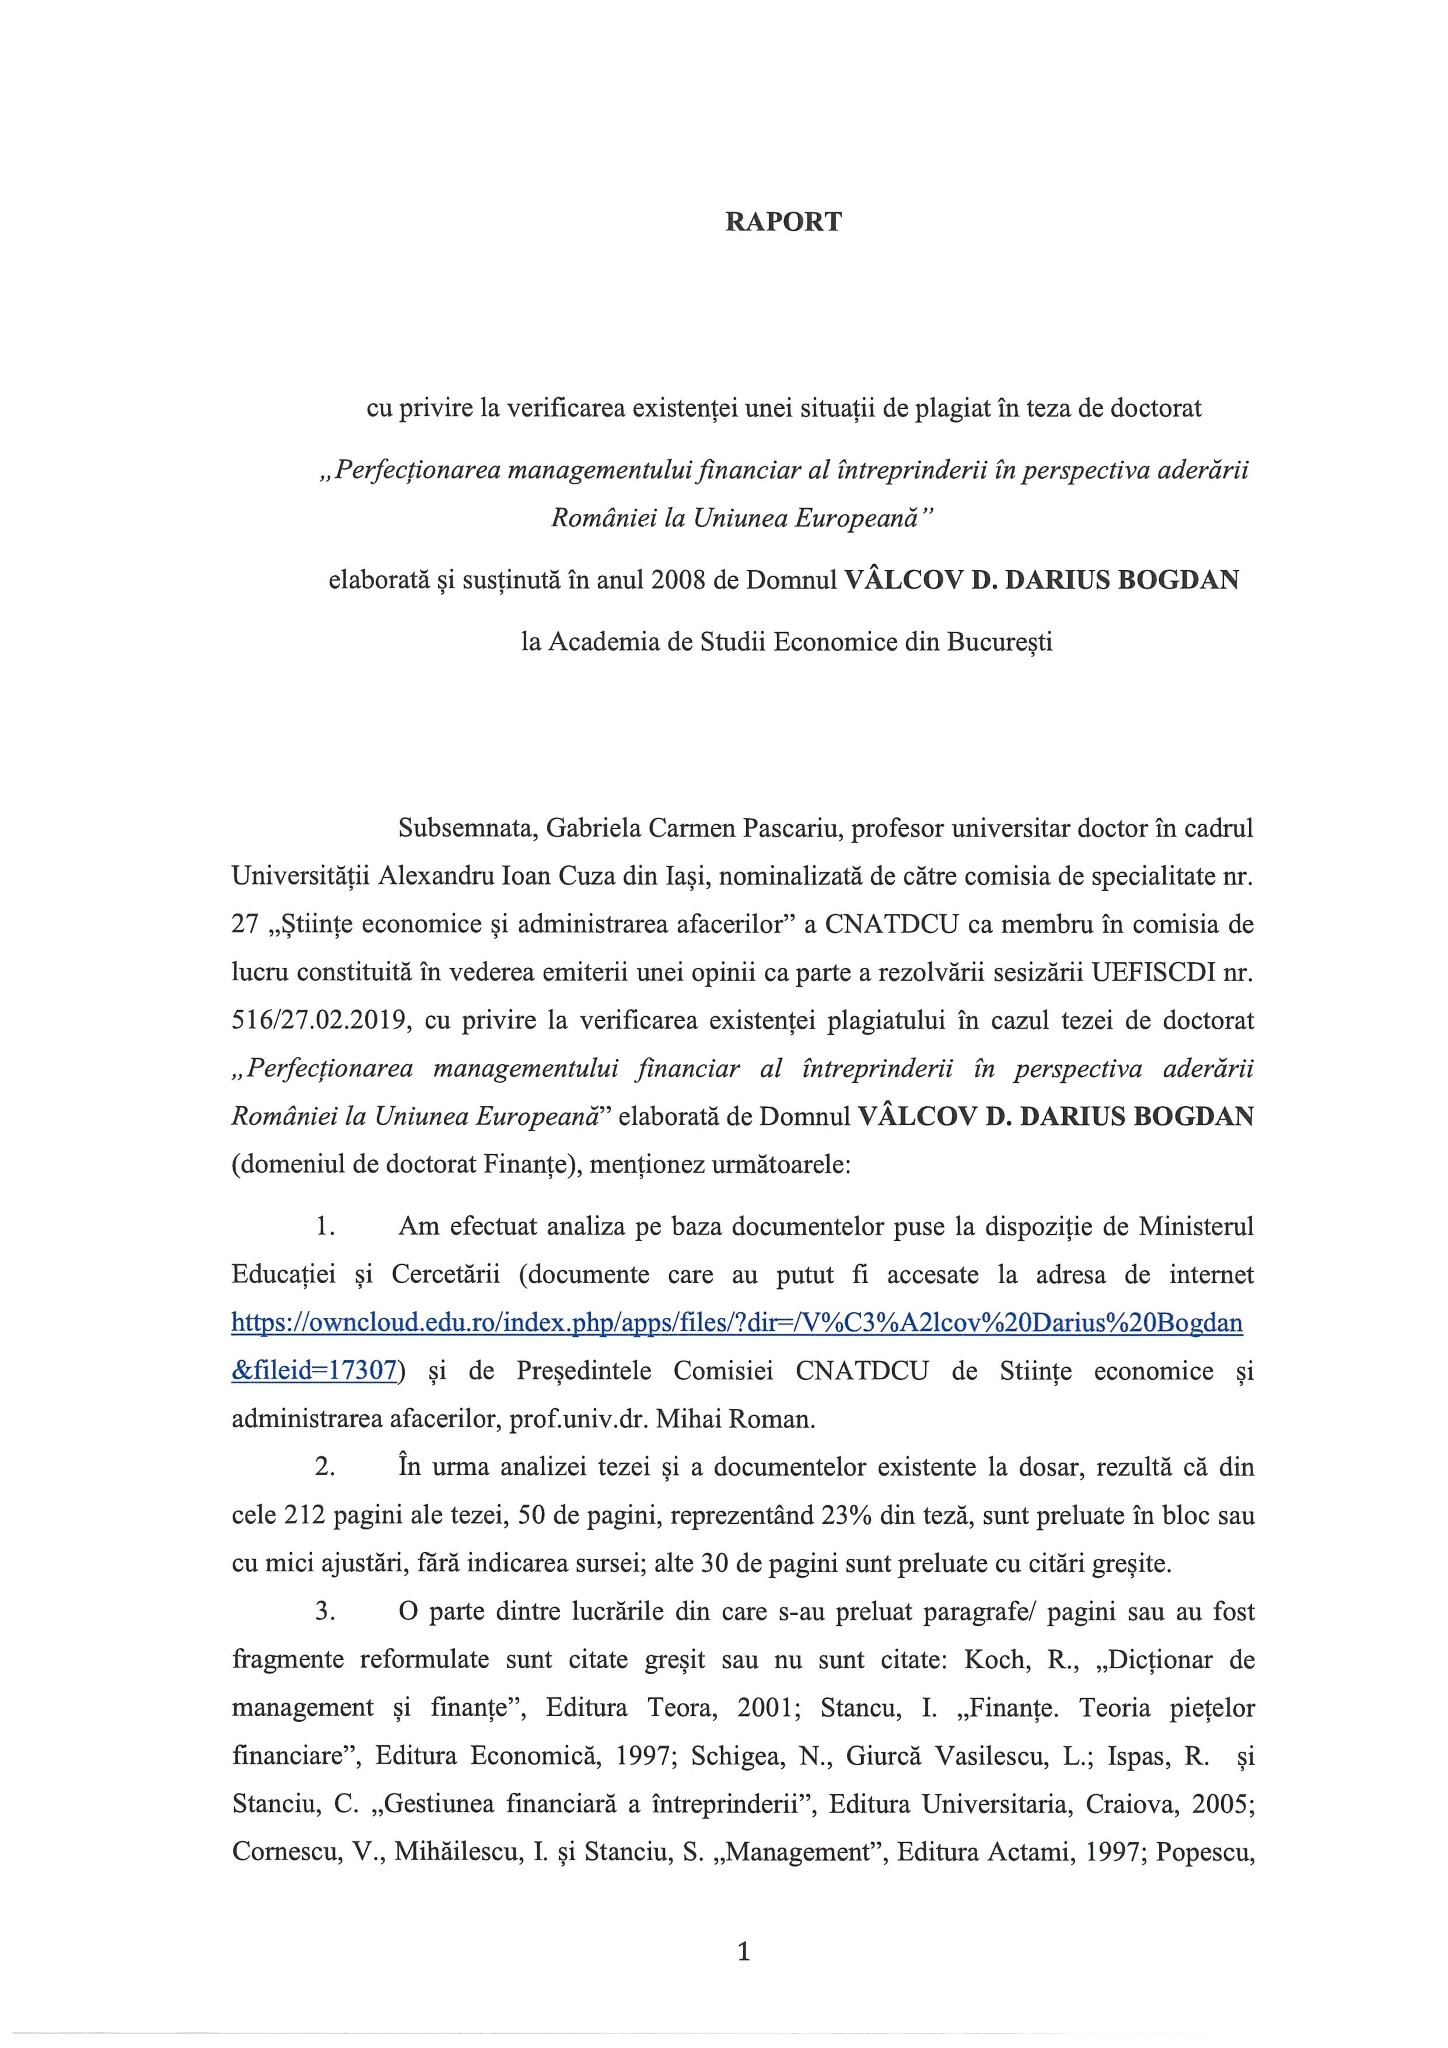 RAPORT
cu privire la verificarea existenței unei situații de plagiat în teza de doctorat
„Perfecționarea managementului financiar al întreprinderii în perspectiva aderării
României la Uniunea Europeană”
elaborată și susținută în anul 2008 de Domnul VÂLCOV D. DARIUS BOGDAN
la Academia de Studii Economice din București
Subsemnata, Gabriela Carmen Pascariu, profesor universitar doctor în cadrul
Universității Alexandru Ioan Cuza din Iași, nominalizată de către comisia de specialitate nr.
27 „Științe economice și administrarea afacerilor” a CNATDCU ca membru în comisia de
lucru constituită în vederea emiterii unei opinii ca parte a rezolvării sesizării UEFISCDI nr.
516/27.02.2019, cu privire la verificarea existenței plagiatului în cazul tezei de doctorat
„Perfecționarea managementului financiar al întreprinderii în perspectiva aderării
României la Uniunea Europeană” elaborată de Domnul VÂLCOV D. DARIUS BOGDAN
(domeniul de doctorat Finanțe), menționez următoarele:
1. Am efectuat analiza pe baza documentelor puse la dispoziție de Ministerul
Educației și Cercetării (documente care au putut fi accesate la adresa de internet
https://owncloud.edu.ro/index.php/apps/files/?dir=/V%C3%A2lcov%20Darius%20Bogdan
&fileid=17307) și de Președintele Comisiei CNATDCU de Stiințe economice și
administrarea afacerilor, prof.univ.dr. Mihai Roman.
2. În urma analizei tezei și a documentelor existente la dosar, rezultă că din
cele 212 pagini ale tezei, 50 de pagini, reprezentând 23% din teză, sunt preluate în bloc sau
cu mici ajustări, fără indicarea sursei; alte 30 de pagini sunt preluate cu citări greșite.
3. O parte dintre lucrările din care s-au preluat paragrafe/ pagini sau au fost
fragmente reformulate sunt citate greșit sau nu sunt citate: Koch, R., „Dicționar de
management și finanțe”, Editura Teora, 2001; Stancu, I. „Finanțe. Teoria piețelor
financiare”, Editura Economică, 1997; Schigea, N., Giurcă Vasilescu, L.; Ispas, R. și
Stanciu, C. „Gestiunea financiară a întreprinderii”, Editura Universitaria, Craiova, 2005;
Cornescu, V., Mihăilescu, I. și Stanciu, S. „Management”, Editura Actami, 1997; Popescu,
1